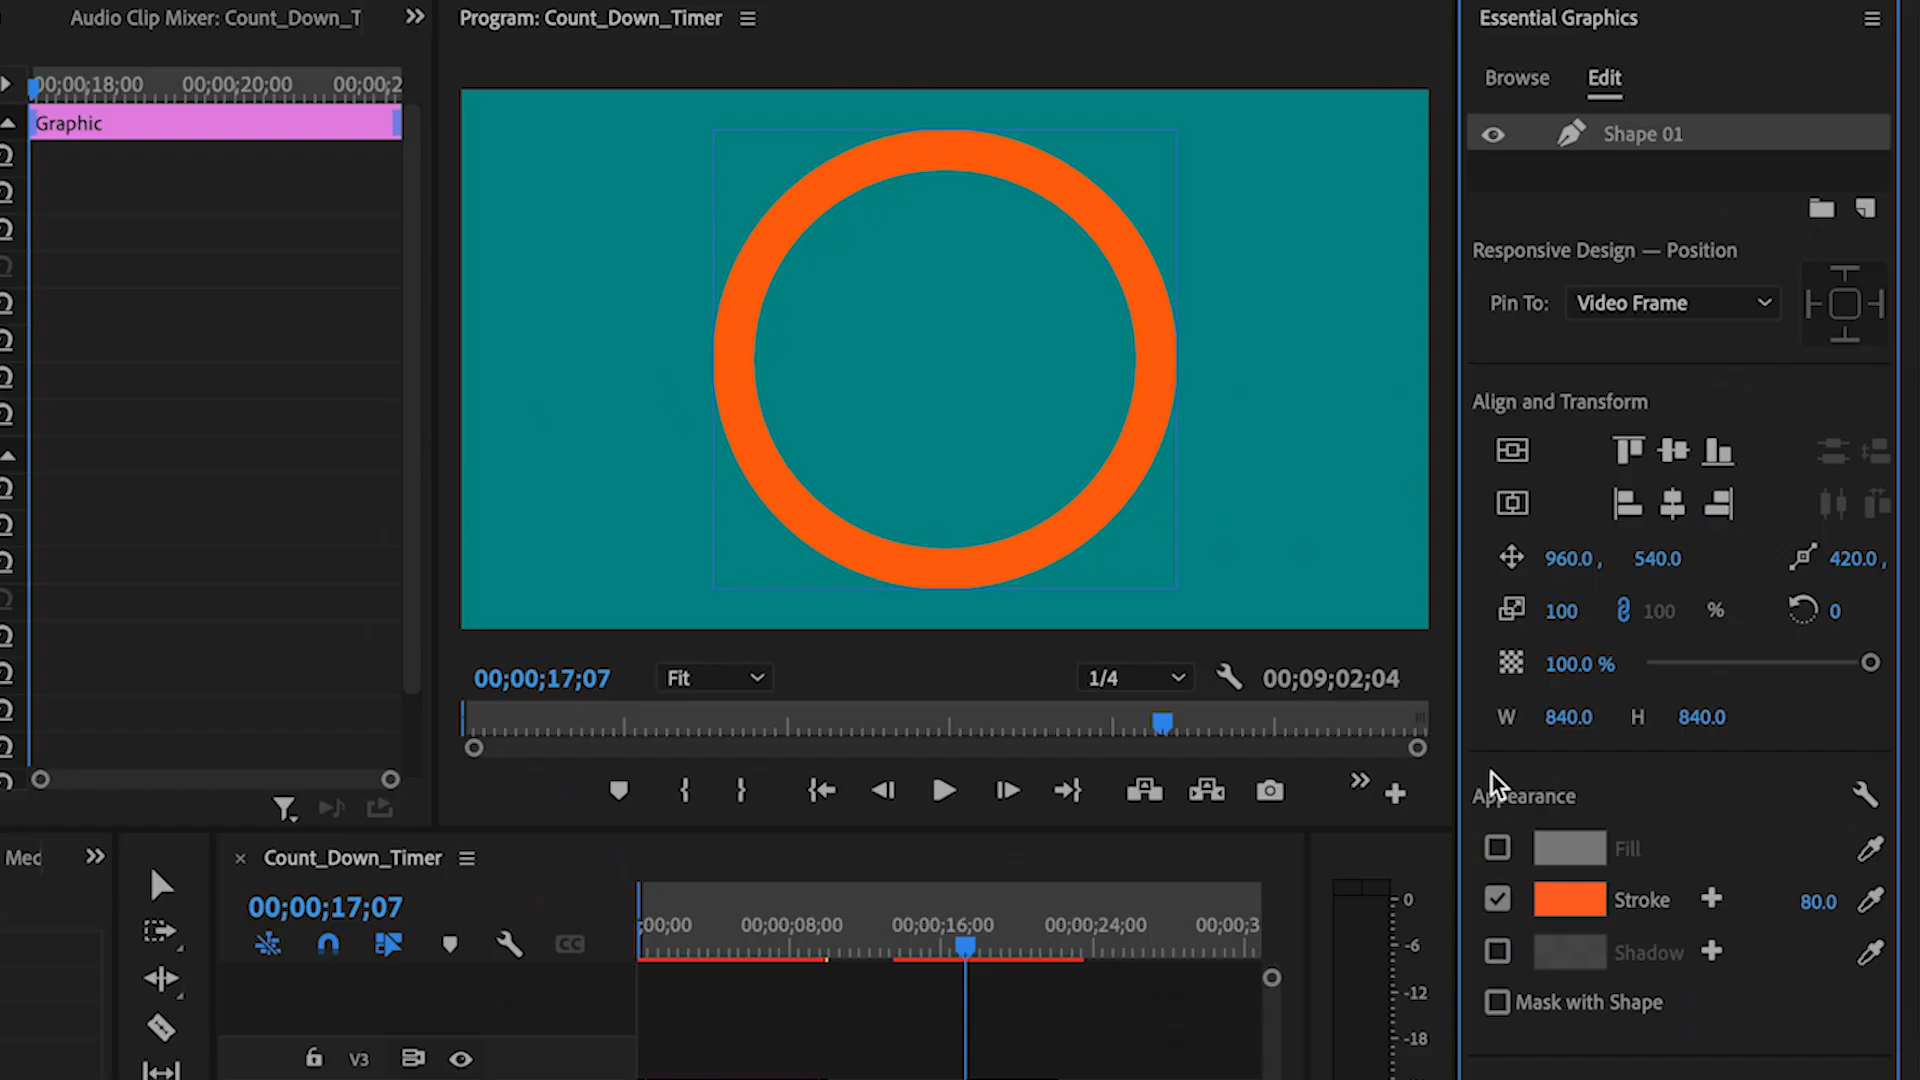 Audio Clip Mixer: Count_Down_T
Program: Count_Down_Timer
Essential Graphics
Browse Edit
00;00;18;00 00;00;20;00 00;00;2
Graphic
Shape 01
Responsive Design — Position
Pin To: Video Frame
Align and Transform
960.0 , 540.0 420.0 ,
100 100 % 0
100.0 %
W 840.0 H 840.0
00;00;17;07 Fit 1/4 00;09;02;04
Appearance
Fill
Stroke 80.0
Shadow
Mask with Shape
Med
Count_Down_Timer
00;00;17;07
;00;00 00;00;08;00 00;00;16;00 00;00;24;00 00;00;3
CC
V3
0
-6
-12
-18